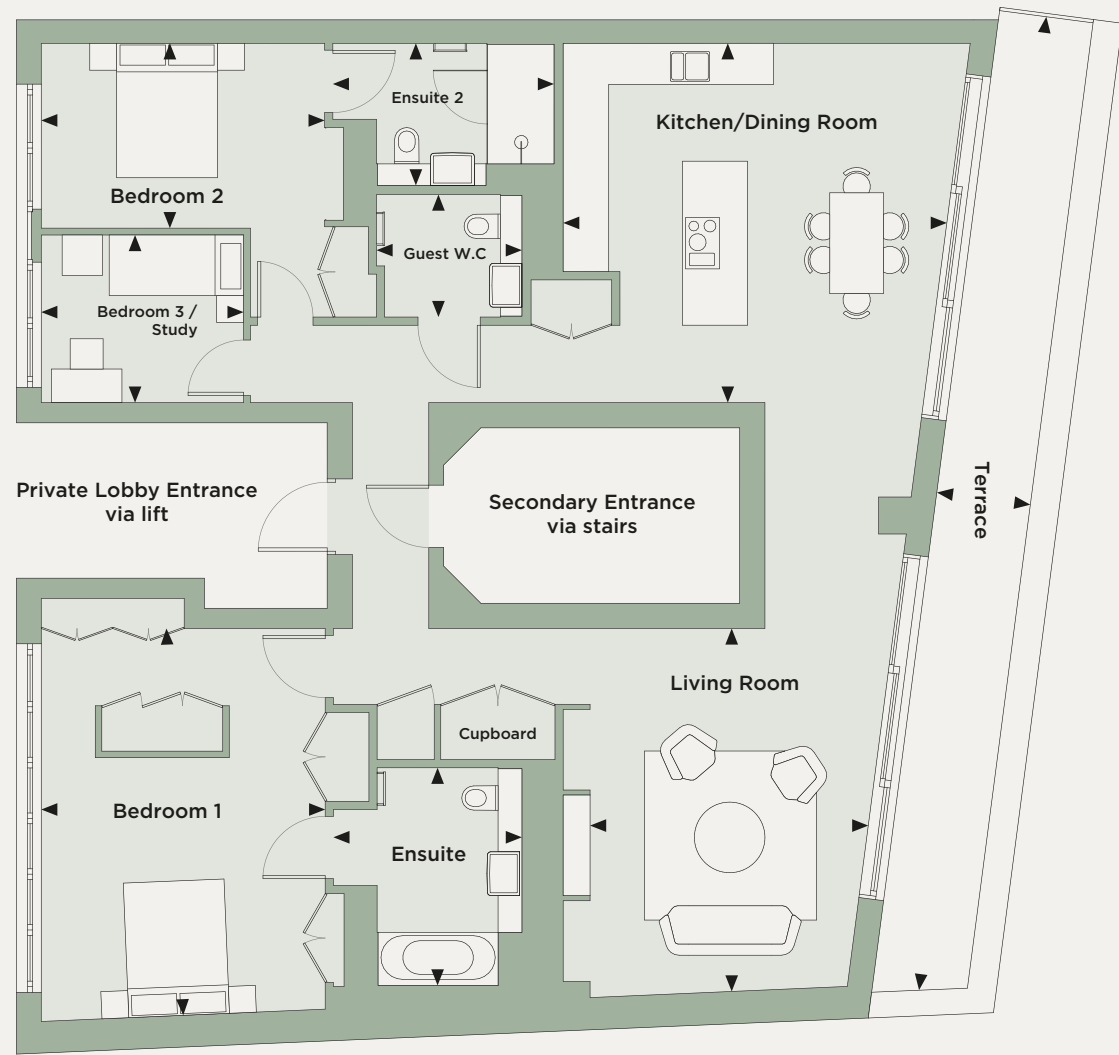 Ensuite 2
Kitchen/Dining Room
Bedroom 2
Guest W.C
Bedroom 3 /
Study
Private Lobby Entrance
via lift
Secondary Entrance
via stairs
Terrace
Living Room
Cupboard
Bedroom 1
Ensuite